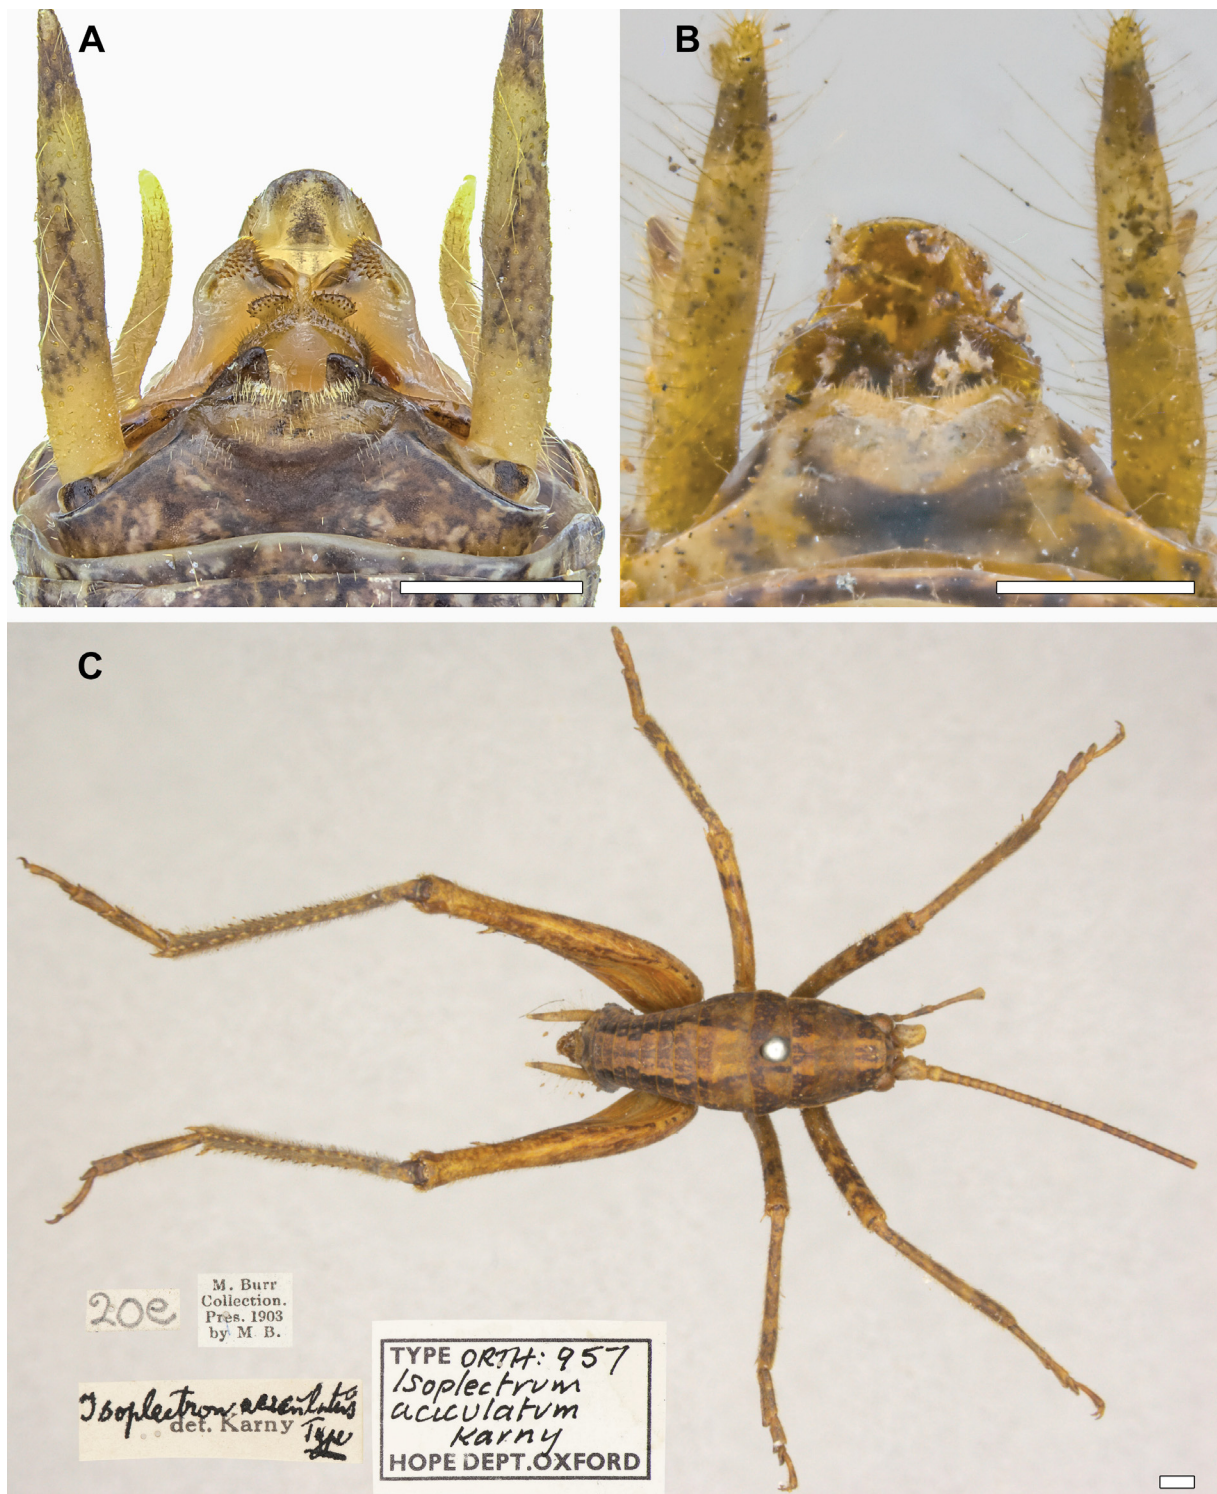 A
B
C
20e
M. Burr
Collection.
Pres. 1903
by M. B.
Isoplectron
det. Karny
Type
TYPE ORTH: 957
Isoplectrum
aciculatum
Karny
HOPE DEPT. OXFORD